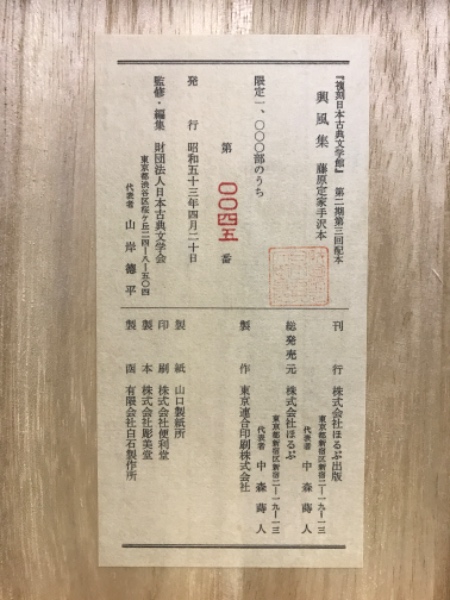 『複刻日本古典文学館』 第二期第三回配本
興風集 藤原定家手沢本
限定一、〇〇〇部のうち
第 〇〇四五 番
発行 昭和五十三年四月二十日
監修・編集 財団法人日本古典文学会
東京都渋谷区桜ケ丘二四—八—五〇四
代表者 山岸徳平
刊行 株式会社ほるぷ出版
東京都新宿区新宿二—一九—一三
代表者 中森蒔人
総発売元 株式会社ほるぷ
東京都新宿区新宿二—一九—一三
代表者 中森蒔人
製作 東京連合印刷株式会社
製紙 山口製紙所
印刷 株式会社便利堂
製本 株式会社彫美堂
製函 有限会社白石製作所